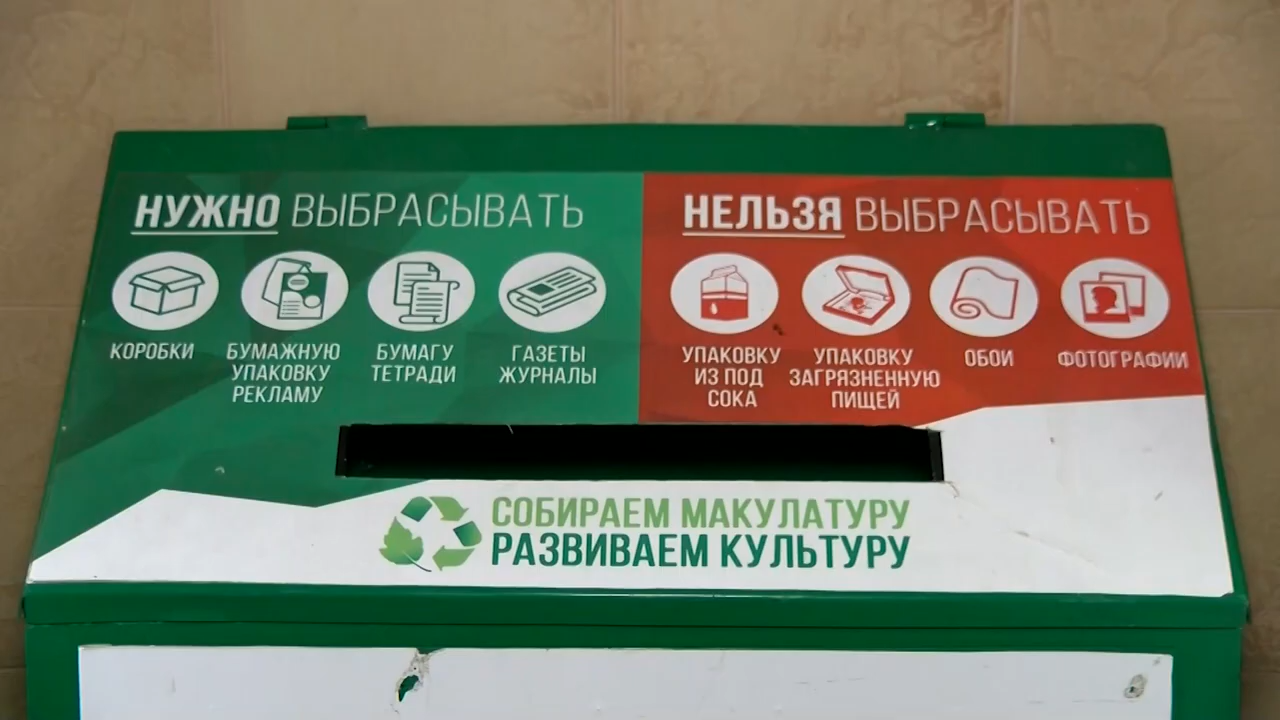 НУЖНО ВЫБРАСЫВАТЬ
КОРОБКИ
БУМАЖНУЮ
УПАКОВКУ
РЕКЛАМУ
БУМАГУ
ТЕТРАДИ
ГАЗЕТЫ
ЖУРНАЛЫ
НЕЛЬЗЯ ВЫБРАСЫВАТЬ
УПАКОВКУ
ИЗ ПОД
СОКА
УПАКОВКУ
ЗАГРЯЗНЕННУЮ
ПИЩЕЙ
ОБОИ
ФОТОГРАФИИ
СОБИРАЕМ МАКУЛАТУРУ
РАЗВИВАЕМ КУЛЬТУРУ